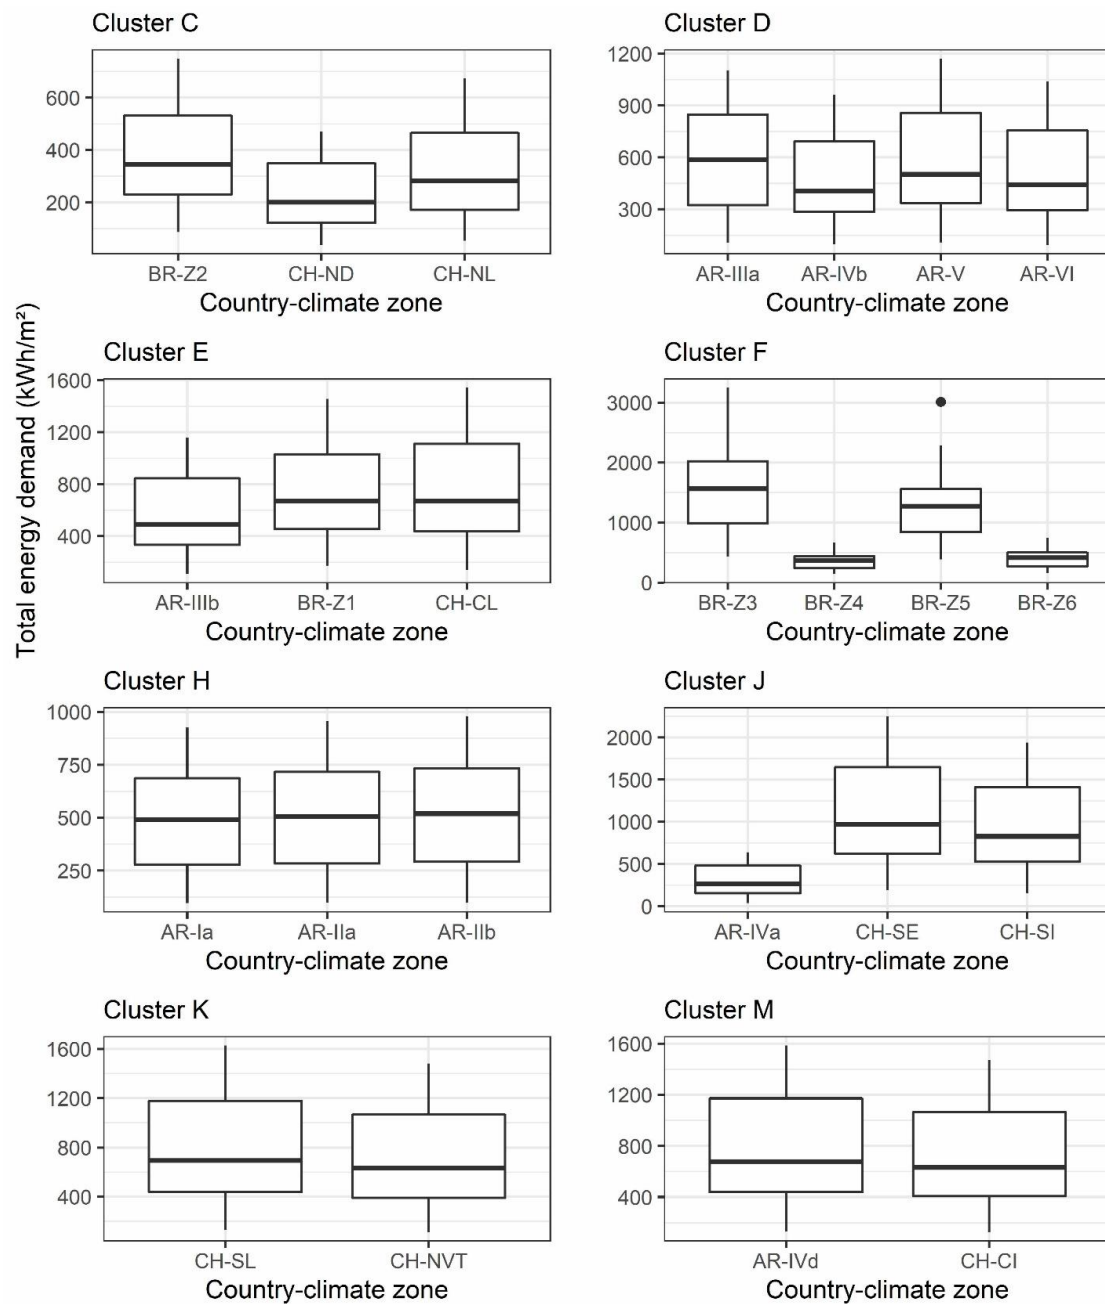 Total energy demand (kWh/m²)
Cluster C
600
400
200
BR-Z2 CH-ND CH-NL
Country-climate zone
Cluster D
1200
900
600
300
AR-IIIa AR-IVb AR-V AR-VI
Country-climate zone
Cluster E
1600
1200
800
400
AR-IIIb BR-Z1 CH-CL
Country-climate zone
Cluster F
3000
2000
1000
0
BR-Z3 BR-Z4 BR-Z5 BR-Z6
Country-climate zone
Cluster H
1000
750
500
250
AR-Ia AR-IIa AR-IIb
Country-climate zone
Cluster J
2000
1500
1000
500
0
AR-IVa CH-SE CH-SI
Country-climate zone
Cluster K
1600
1200
800
400
CH-SL CH-NVT
Country-climate zone
Cluster M
1600
1200
800
400
AR-IVd CH-CI
Country-climate zone